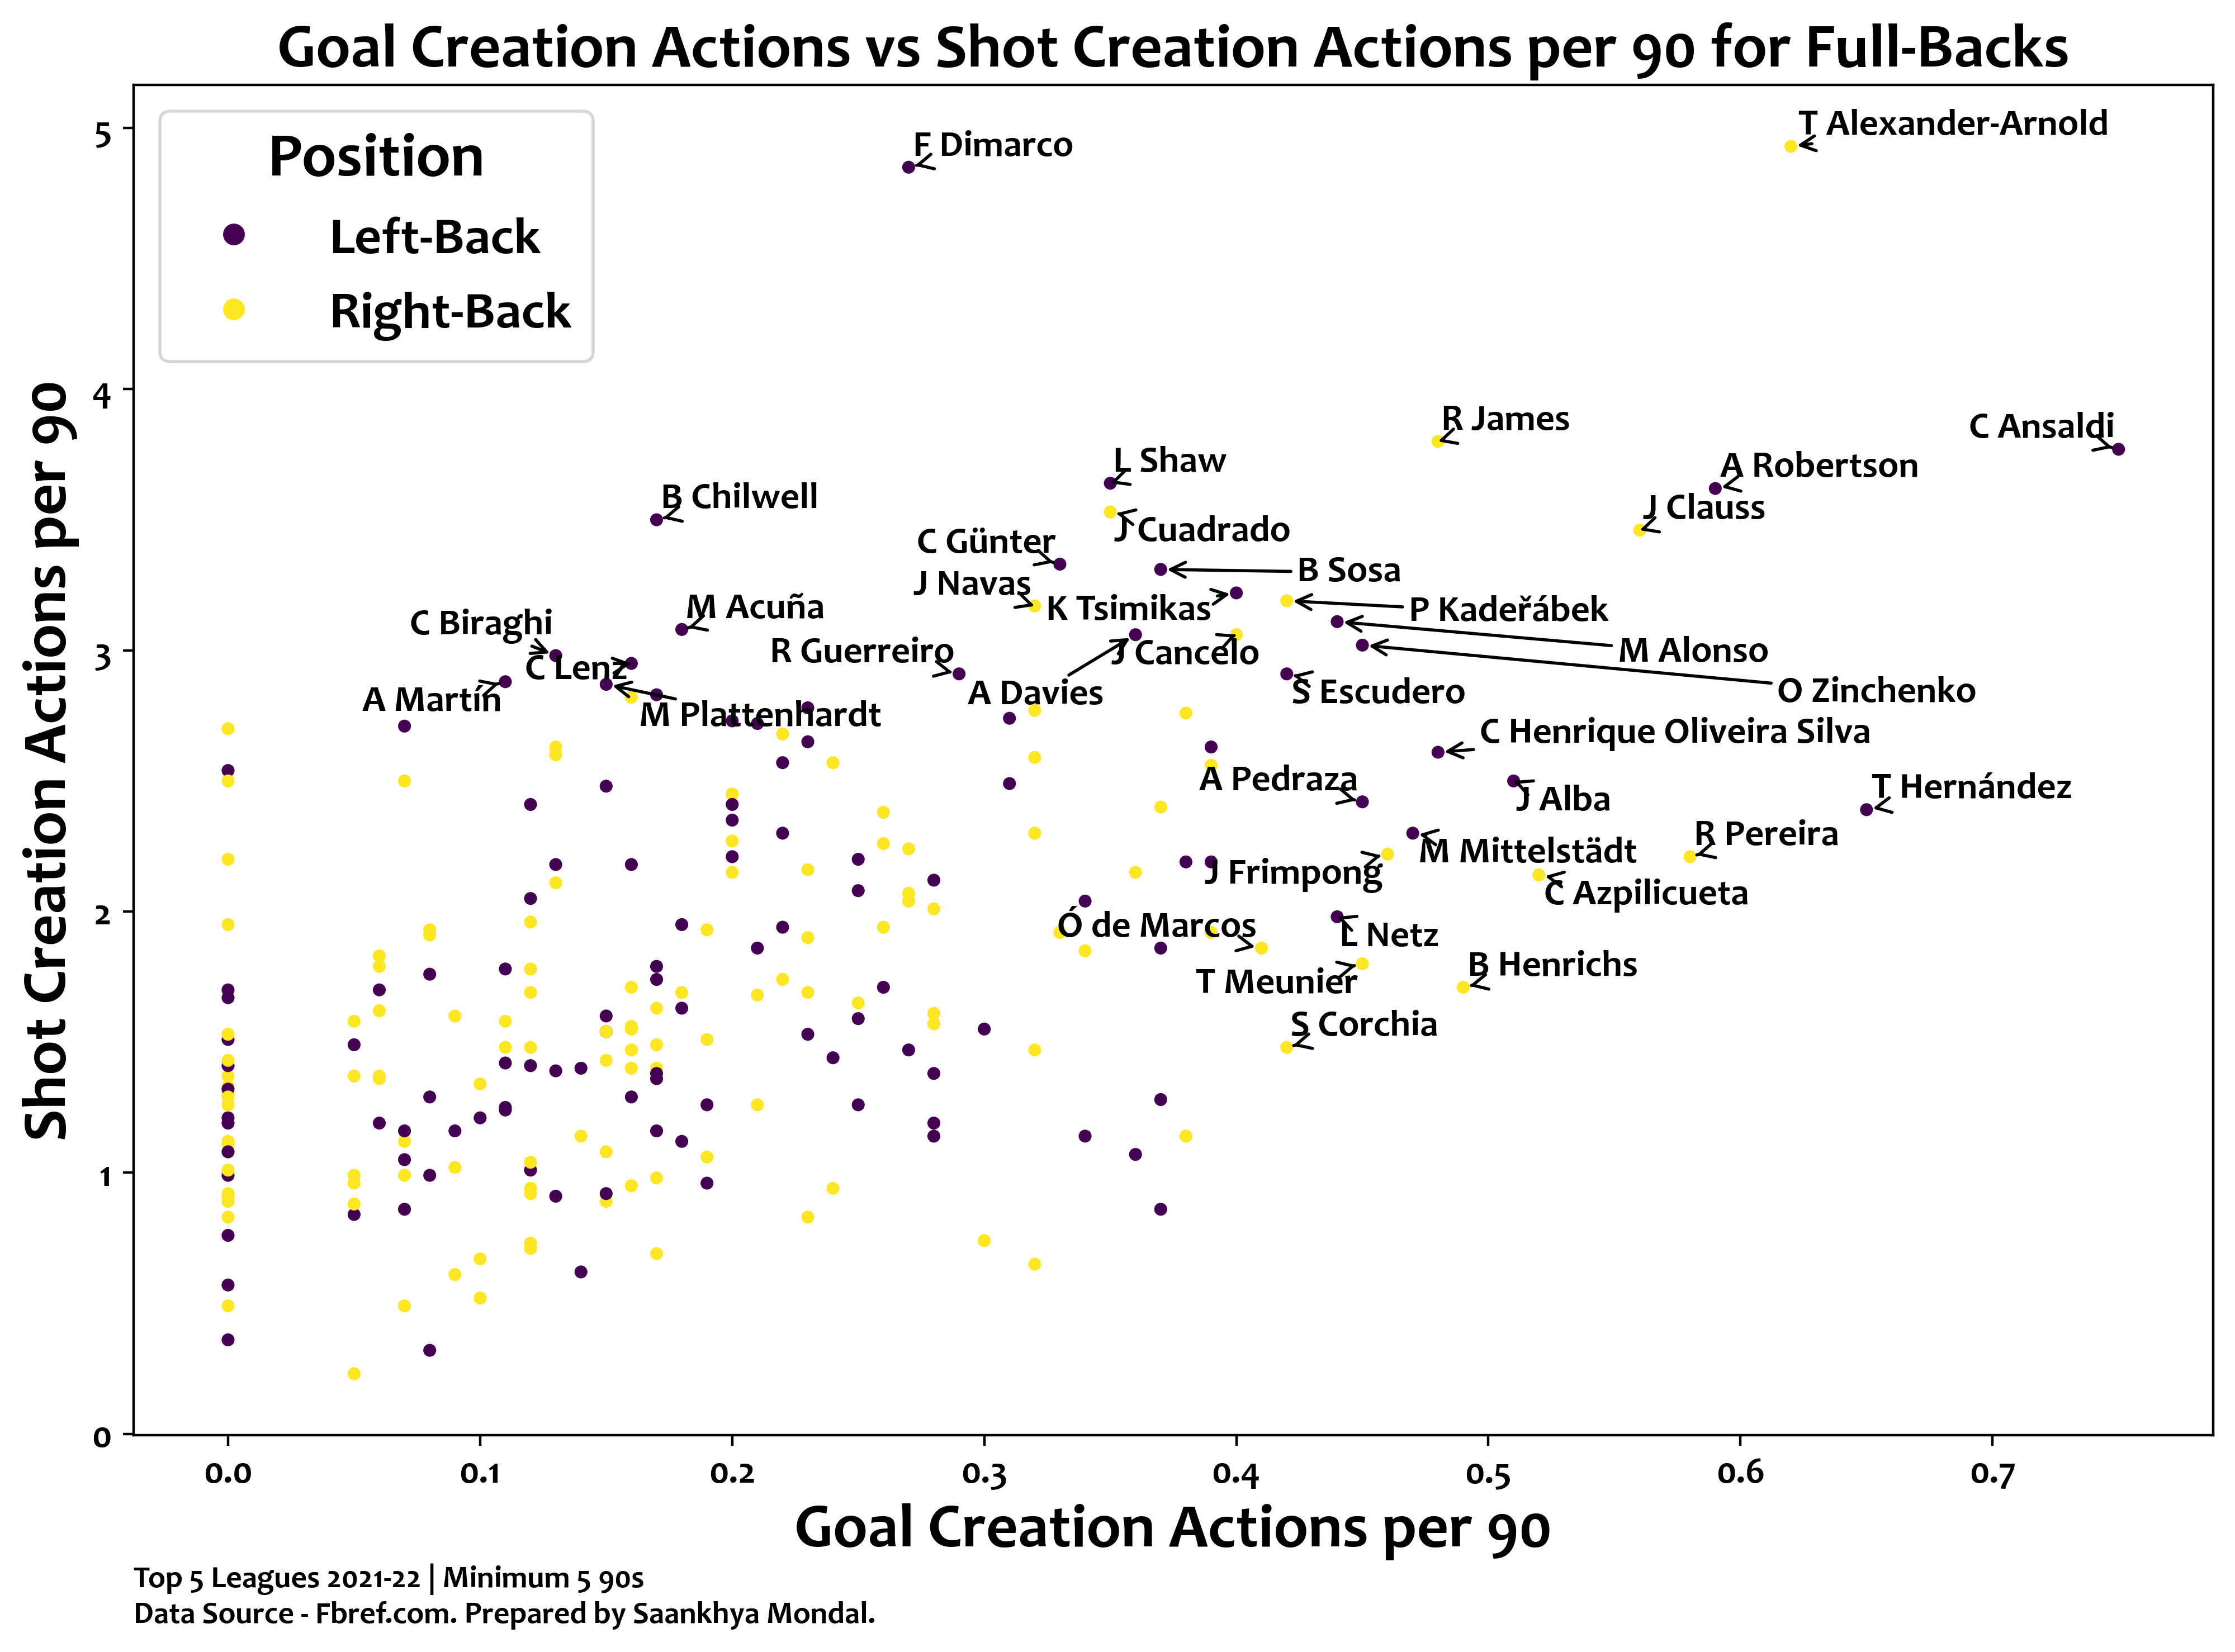 Goal Creation Actions vs Shot Creation Actions per 90 for Full-Backs
Position
Left-Back
Right-Back
Shot Creation Actions per 90
5
4
3
2
1
0
T Alexander-Arnold
F Dimarco
R James
C Ansaldi
L Shaw
A Robertson
B Chilwell
J Clauss
J Cuadrado
C Günter
B Sosa
J Navas
K Tsimikas
P Kadeřábek
M Acuña
C Biraghi
R Guerreiro
J Cancelo
M Alonso
C Lenz
A Martín
A Davies
S Escudero
O Zinchenko
M Plattenhardt
C Henrique Oliveira Silva
A Pedraza
J Alba
T Hernández
R Pereira
M Mittelstädt
J Frimpong
C Azpilicueta
Ó de Marcos
L Netz
T Meunier
B Henrichs
S Corchia
0.0 0.1 0.2 0.3 0.4 0.5 0.6 0.7
Goal Creation Actions per 90
Top 5 Leagues 2021-22 | Minimum 5 90s
Data Source - Fbref.com. Prepared by Saankhya Mondal.